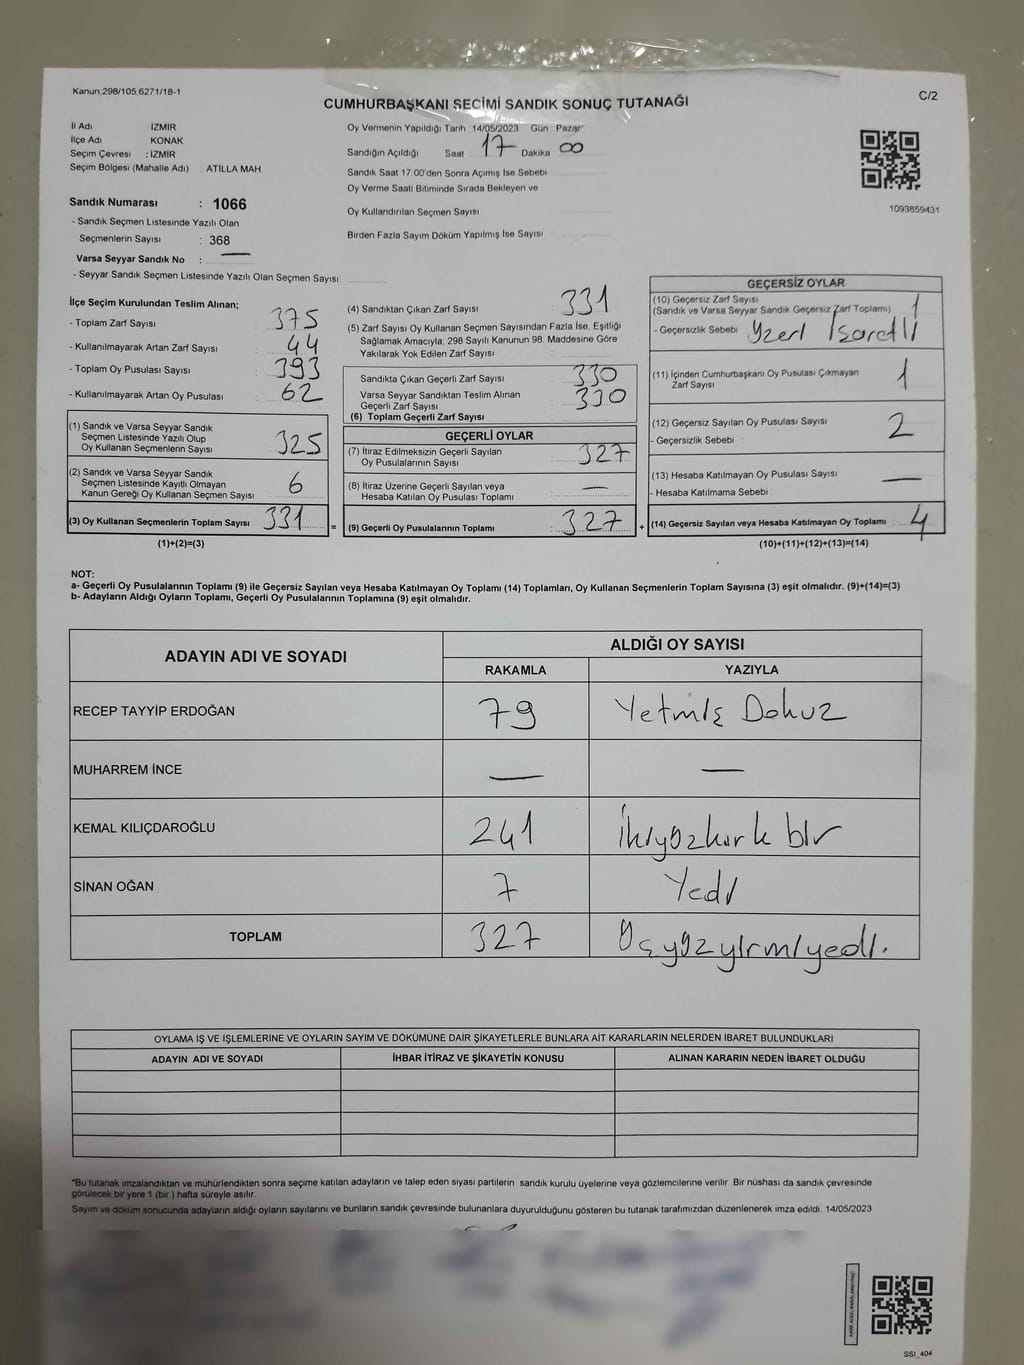 Kanun 298/105 6271/18-1
C/2
CUMHURBAŞKANI SEÇİMİ SANDIK SONUÇ TUTANAĞI
İl Adı İZMİR
İlçe Adı KONAK
Seçim Çevresi : İZMİR
Seçim Bölgesi (Mahalle Adı) ATİLLA MAH.
Sandık Numarası : 1066
- Sandık Seçmen Listesinde Yazılı Olan
Seçmenlerin Sayısı : 368
Varsa Seyyar Sandık No : —
- Seyyar Sandık Seçmen Listesinde Yazılı Olan Seçmen Sayısı:
Oy Vermenin Yapıldığı Tarih 14/05/2023 Gün Pazar
Sandığın Açıldığı Saat 17 Dakika 00
Sandık Saat 17 00'den Sonra Açımış İse Sebebi
Oy Verme Saati Bitiminde Sırada Bekleyen ve
Oy Kullandırılan Seçmen Sayısı
Birden Fazla Sayım Döküm Yapılmış İse Sayısı
1093859431
İlçe Seçim Kurulundan Teslim Alınan;
- Toplam Zarf Sayısı : 375
- Kullanılmayarak Artan Zarf Sayısı : 44
- Toplam Oy Pusulası Sayısı : 393
- Kullanılmayarak Artan Oy Pusulası : 62
(1) Sandık ve Varsa Seyyar Sandık
Seçmen Listesinde Yazılı Olup
Oy Kullanan Seçmenlerin Sayısı : 325
(2) Sandık ve Varsa Seyyar Sandık
Seçmen Listesinde Kayıtlı Olmayan
Kanun Gereği Oy Kullanan Seçmen Sayısı : 6
(3) Oy Kullanan Seçmenlerin Toplam Sayısı : 331
(1)+(2)=(3)
(4) Sandıktan Çıkan Zarf Sayısı : 331
(5) Zarf Sayısı Oy Kullanan Seçmen Sayısından Fazla İse, Eşitliği
Sağlamak Amacıyla; 298 Sayılı Kanunun 98. Maddesine Göre
Yakılarak Yok Edilen Zarf Sayısı
Sandıkta Çıkan Geçerli Zarf Sayısı : 330
Varsa Seyyar Sandıktan Teslim Alınan
Geçerli Zarf Sayısı
(6) Toplam Geçerli Zarf Sayısı : 330
GEÇERLİ OYLAR
(7) İtiraz Edilmeksizin Geçerli Sayılan
Oy Pusulalarının Sayısı : 327
(8) İtiraz Üzerine Geçerli Sayılan veya
Hesaba Katılan Oy Pusulası Toplamı : —
= (9) Geçerli Oy Pusulalarının Toplamı : 327 +
GEÇERSİZ OYLAR
(10) Geçersiz Zarf Sayısı
(Sandık ve Varsa Seyyar Sandık Geçersiz Zarf Toplamı) : 1
- Geçersizlik Sebebi Üzeri İşaretli
(11) İçinden Cumhurbaşkanı Oy Pusulası Çıkmayan
Zarf Sayısı 1
(12) Geçersiz Sayılan Oy Pusulası Sayısı : 2
- Geçersizlik Sebebi :
(13) Hesaba Katılmayan Oy Pusulası Sayısı : —
- Hesaba Katılmama Sebebi :
(14) Geçersiz Sayılan veya Hesaba Katılmayan Oy Toplamı : 4
(10)+(11)+(12)+(13)=(14)
NOT:
a- Geçerli Oy Pusulalarının Toplamı (9) ile Geçersiz Sayılan veya Hesaba Katılmayan Oy Toplamı (14) Toplamları, Oy Kullanan Seçmenlerin Toplam Sayısına (3) eşit olmalıdır. (9)+(14)=(3)
b- Adayların Aldığı Oyların Toplamı, Geçerli Oy Pusulalarının Toplamına (9) eşit olmalıdır.
ADAYIN ADI VE SOYADI ALDIĞI OY SAYISI
RAKAMLA YAZIYLA
RECEP TAYYİP ERDOĞAN 79 Yetmiş Dokuz
MUHARREM İNCE — —
KEMAL KILIÇDAROĞLU 241 İkiyüzkırk bir
SİNAN OĞAN 7 Yedi
TOPLAM 327 Üçyüzyirmiyedi.
OYLAMA İŞ VE İŞLEMLERİNE VE OYLARIN SAYIM VE DÖKÜMÜNE DAİR ŞİKAYETLERLE BUNLARA AİT KARARLARIN NELERDEN İBARET BULUNDUKLARI
ADAYIN ADI VE SOYADI İHBAR İTİRAZ VE ŞİKAYETİN KONUSU ALINAN KARARIN NEDEN İBARET OLDUĞU
*Bu tutanak imzalandıktan ve mühürlendikten sonra seçime katılan adayların ve talep eden siyasi partilerin sandık kurulu üyelerine veya gözlemcilerine verilir. Bir nüshası da sandık çevresinde
görülecek bir yere 1 (bir ) hafta süreyle asılır.
Sayım ve döküm sonucunda adayların aldığı oyların sayılarını ve bunların sandık çevresinde bulunanlara duyurulduğunu gösteren bu tutanak tarafımızdan düzenlenerek imza edildi. 14/05/2023
SSI_404